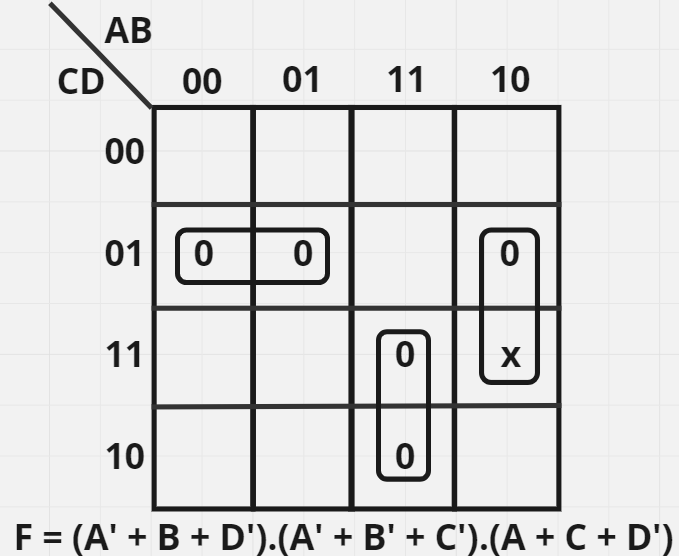 AB
CD 00 01 11 10
00
01 0 0 0
11 0 x
10 0
F = (A' + B + D').(A' + B' + C').(A + C + D')